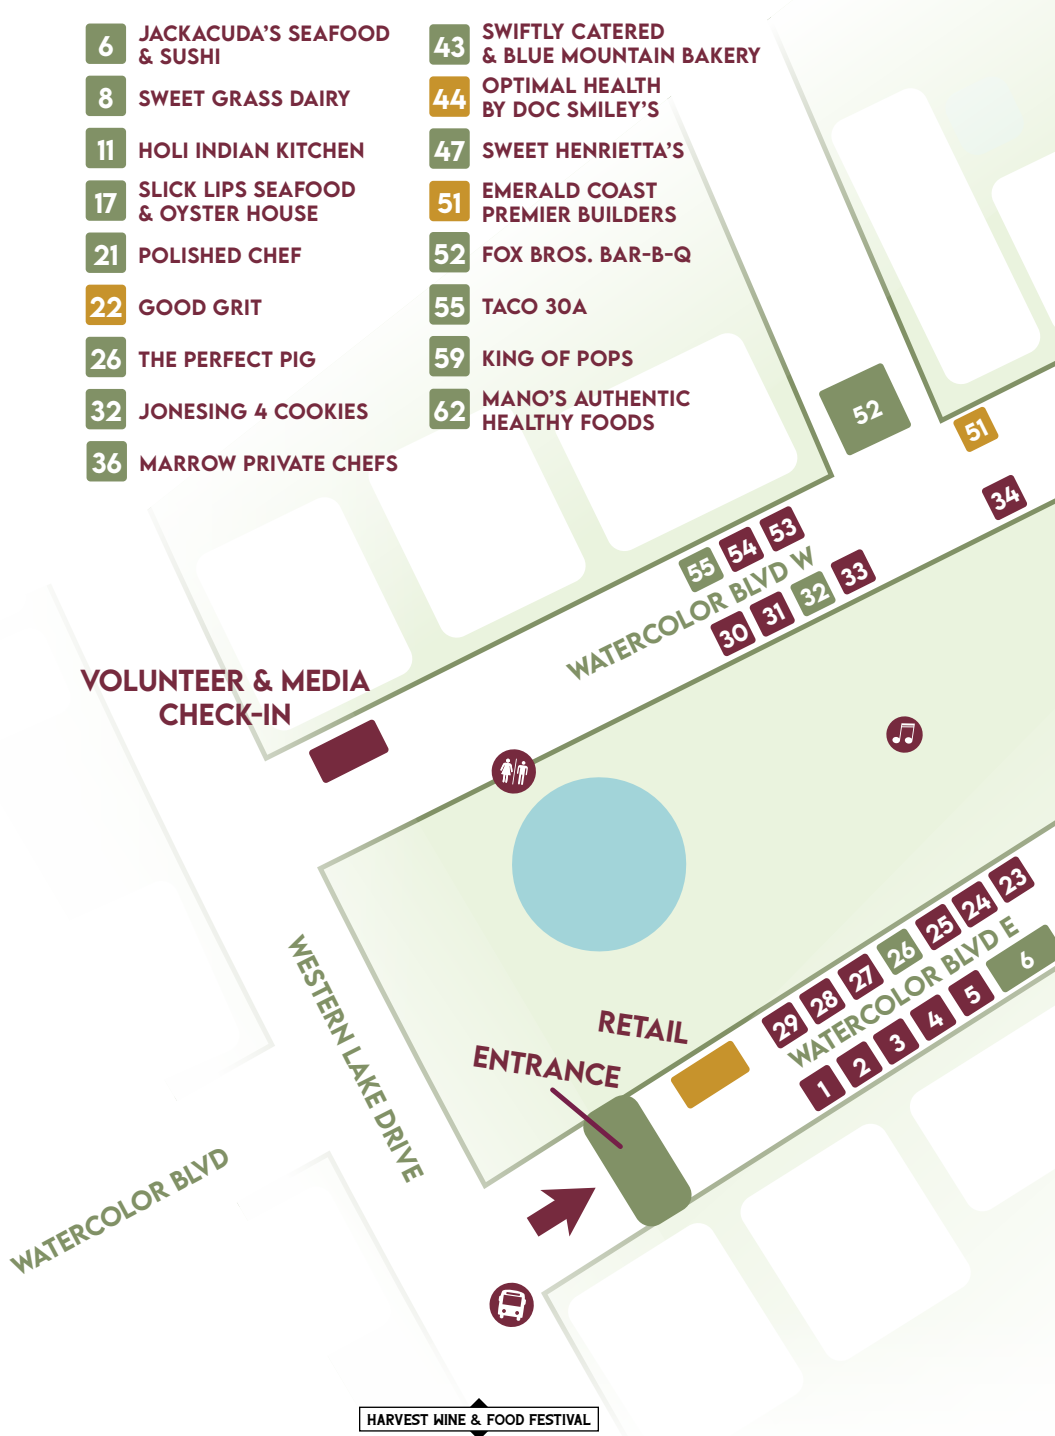 6 JACKACUDA'S SEAFOOD
& SUSHI
8 SWEET GRASS DAIRY
11 HOLI INDIAN KITCHEN
17 SLICK LIPS SEAFOOD
& OYSTER HOUSE
21 POLISHED CHEF
22 GOOD GRIT
26 THE PERFECT PIG
32 JONESING 4 COOKIES
36 MARROW PRIVATE CHEFS
43 SWIFTLY CATERED
& BLUE MOUNTAIN BAKERY
44 OPTIMAL HEALTH
BY DOC SMILEY'S
47 SWEET HENRIETTA'S
51 EMERALD COAST
PREMIER BUILDERS
52 FOX BROS. BAR-B-Q
55 TACO 30A
59 KING OF POPS
62 MANO'S AUTHENTIC
HEALTHY FOODS
52
51
34
55 54 53
WATERCOLOR BLVD W
30 31 32 33
VOLUNTEER & MEDIA
CHECK-IN
29 28 27 26 25 24 23
WATERCOLOR BLVD E
1 2 3 4 5 6
RETAIL
ENTRANCE
WESTERN LAKE DRIVE
WATERCOLOR BLVD
HARVEST WINE & FOOD FESTIVAL